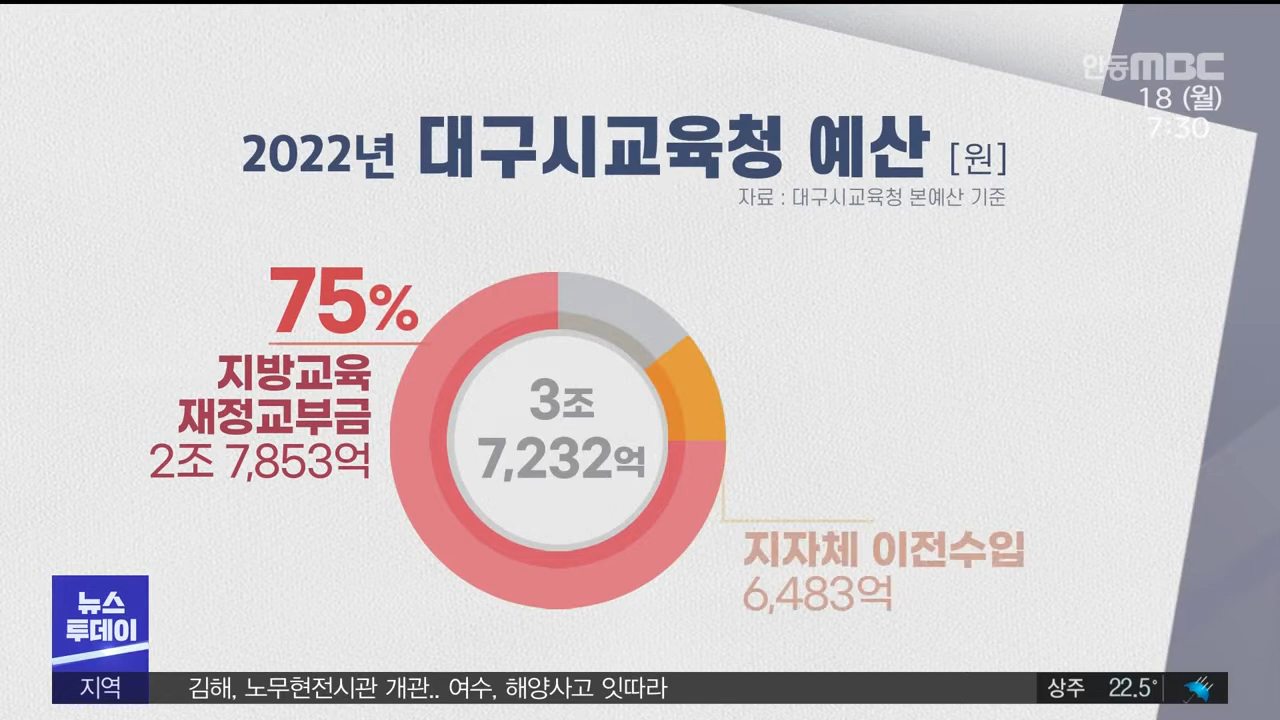 안동MBC
18 (월)
7:30
2022년 대구시교육청 예산 [원]
자료 : 대구시교육청 본예산 기준
75%
지방교육
재정교부금
2조 7,853억
3조
7,232억
지자체 이전수입
6,483억
뉴스
투데이
지역 김해, 노무현전시관 개관.. 여수, 해양사고 잇따라 상주 22.5°